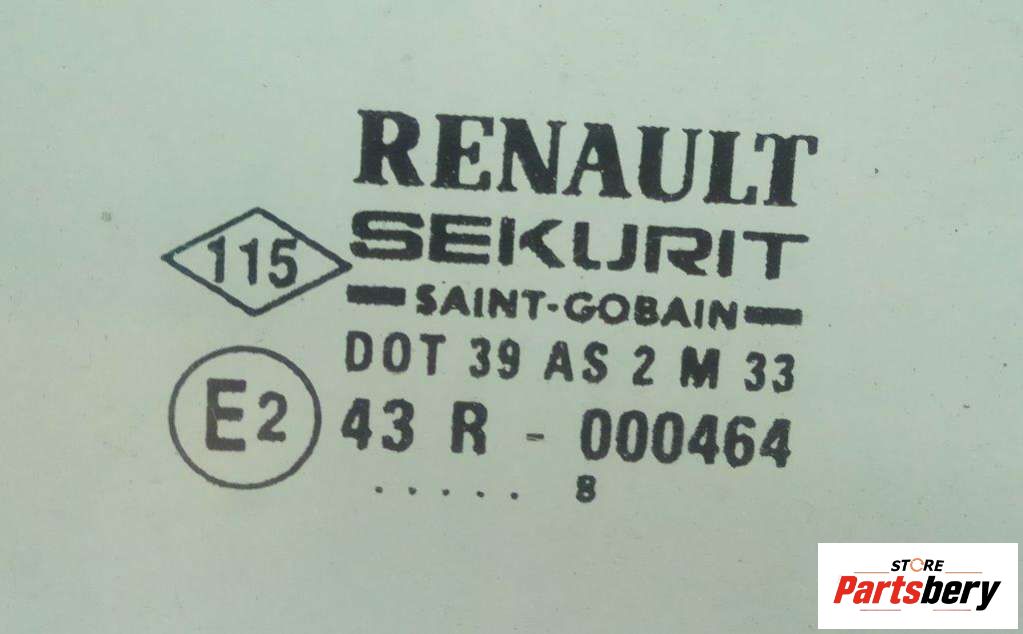 RENAULT
115
SEKURIT
SAINT-GOBAIN
DOT 39 AS 2 M 33
E2
43 R - 000464
..... 8
STORE
Partsbery